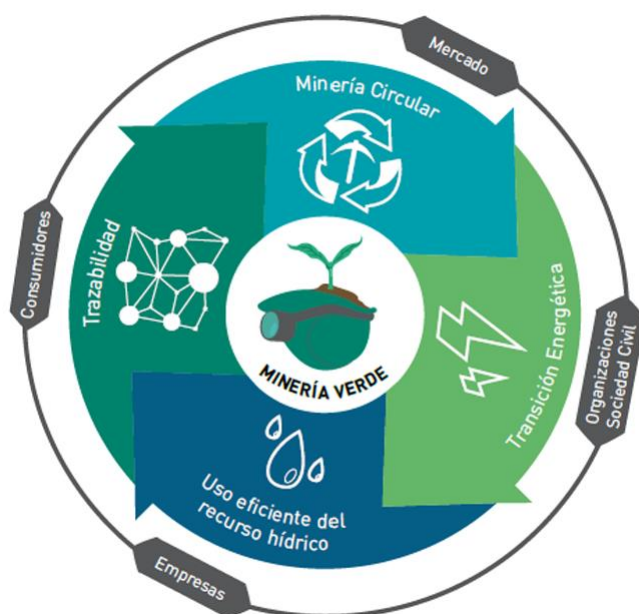 Mercado
Minería Circular
Consumidores
Trazabilidad
Transición Energética
Organizaciones
Sociedad Civil
MINERÍA VERDE
Uso eficiente del
recurso hídrico
Empresas